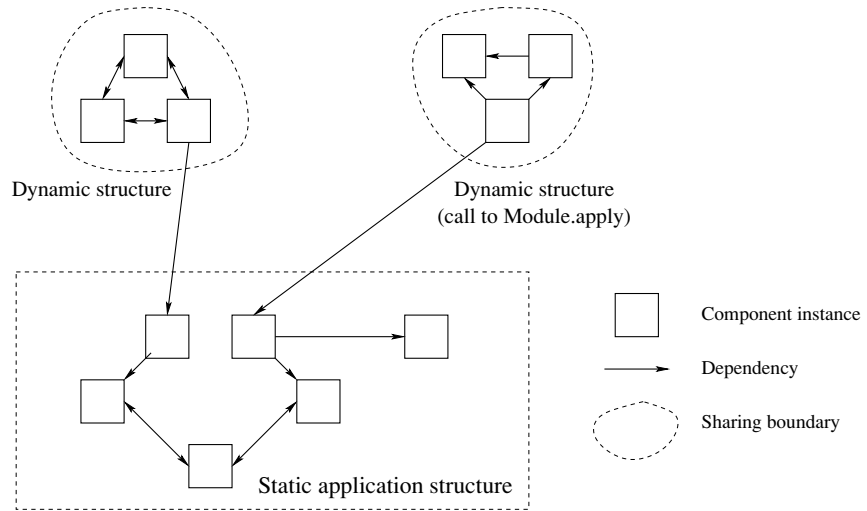 Dynamic structure
Dynamic structure
(call to Module.apply)
Component instance
Dependency
Sharing boundary
Static application structure